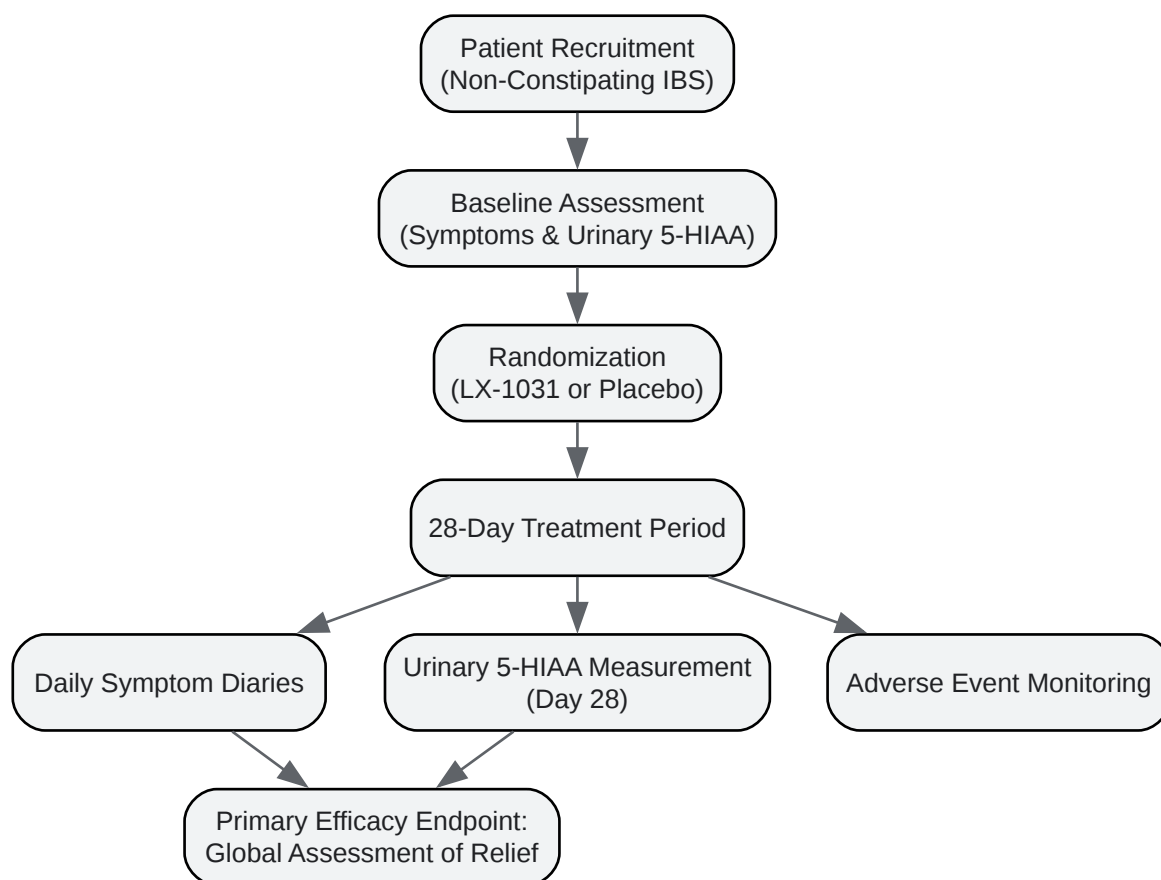 Patient Recruitment
(Non-Constipating IBS)
Baseline Assessment
(Symptoms & Urinary 5-HIAA)
Randomization
(LX-1031 or Placebo)
28-Day Treatment Period
Daily Symptom Diaries
Urinary 5-HIAA Measurement
(Day 28)
Adverse Event Monitoring
Primary Efficacy Endpoint:
Global Assessment of Relief